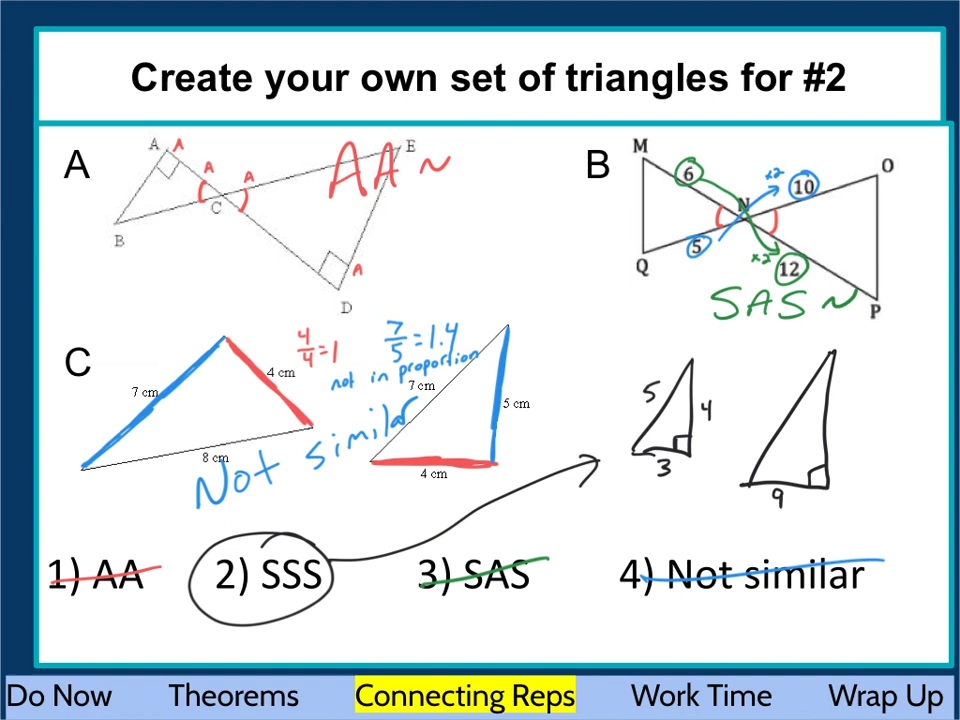 Create your own set of triangles for #2
A
A
A
A
A
E
AA ~
B
C
A
D
B
M
O
6
x2
10
N
5
x2
12
Q
P
SAS ~
C
4/4 = 1
7/5 = 1.4
not in proportion
7 cm
4 cm
8 cm
7 cm
5 cm
4 cm
Not similar
5
4
3
9
1) AA
2) SSS
3) SAS
4) Not similar
Do Now
Theorems
Connecting Reps
Work Time
Wrap Up